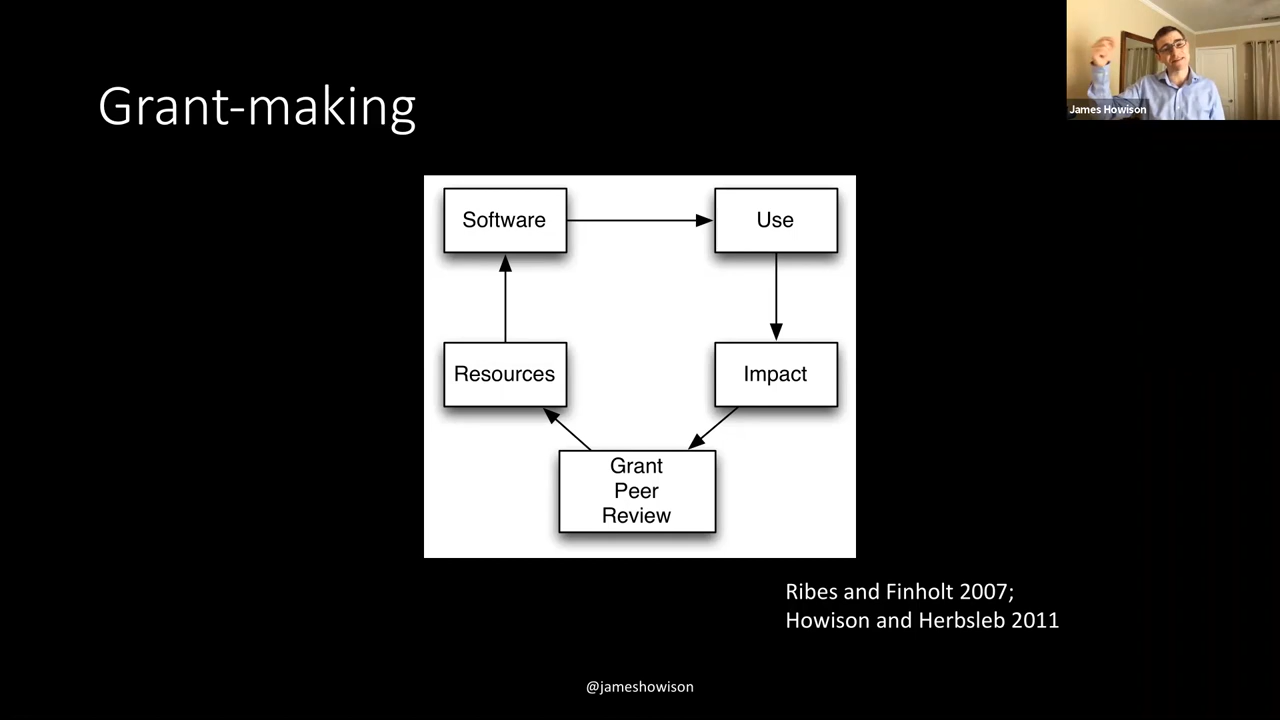 Grant-making
James Howison
Software
Use
Resources
Impact
Grant
Peer
Review
Ribes and Finholt 2007;
Howison and Herbsleb 2011
@jameshowison